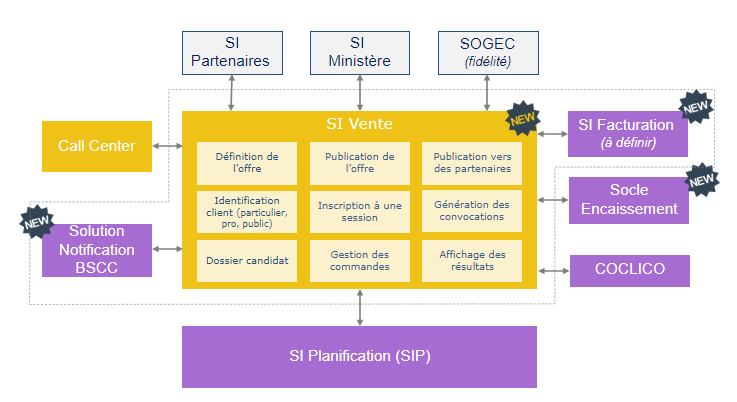 SI
Partenaires
SI
Ministère
SOGEC
(fidélité)
NEW
SI Vente
NEW
Call Center
SI Facturation
(à définir)
Définition de
l'offre
Publication de
l'offre
Publication vers
des partenaires
NEW
Socle
Encaissement
Identification
client (particulier,
pro, public)
Inscription à une
session
Génération des
convocations
NEW
Solution
Notification
BSCC
Dossier candidat
Gestion des
commandes
Affichage des
résultats
COCLICO
SI Planification (SIP)